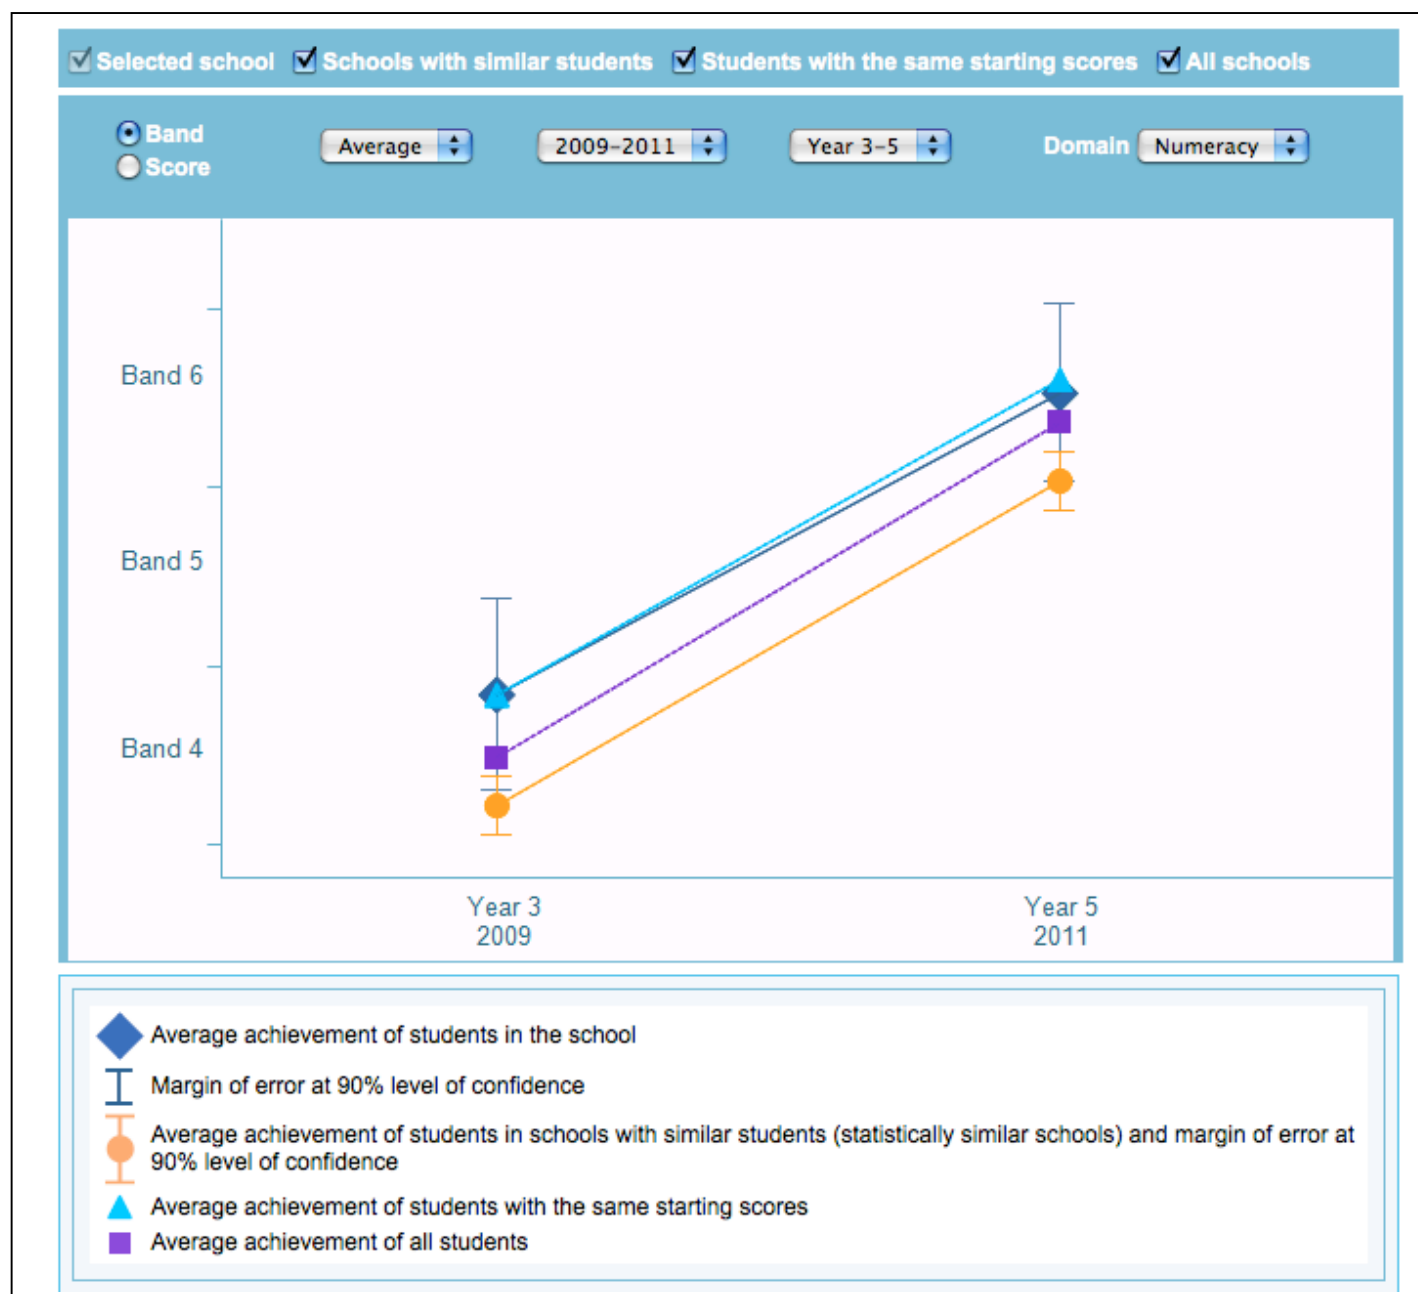 Selected school Schools with similar students Students with the same starting scores All schools
Band
Score
Average 2009-2011 Year 3-5 Domain Numeracy
Band 6
Band 5
Band 4
Year 3 Year 5
2009 2011
Average achievement of students in the school
Margin of error at 90% level of confidence
Average achievement of students in schools with similar students (statistically similar schools) and margin of error at
90% level of confidence
Average achievement of students with the same starting scores
Average achievement of all students